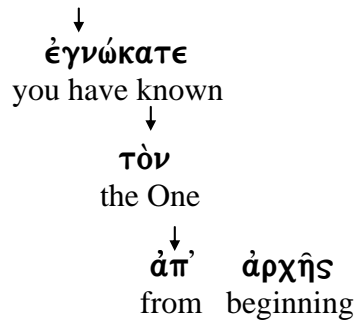 ἐγνώκατε
you have known
τὸν
the One
ἀπ’ ἀρχῆς
from beginning